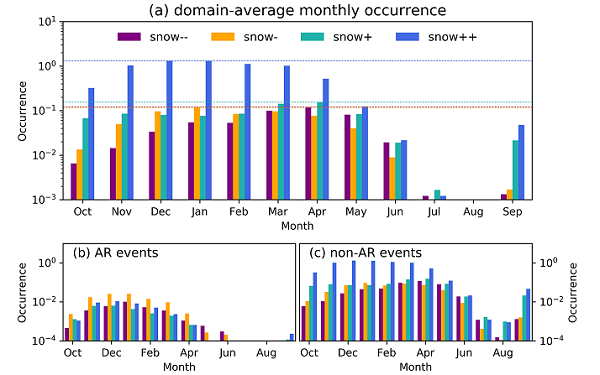 (a) domain-average monthly occurrence
10^1
10^0
10^−1
10^−2
10^−3
Occurrence
snow-- snow- snow+ snow++
Oct Nov Dec Jan Feb Mar Apr May Jun Jul Aug Sep
Month
(b) AR events
10^0
10^−2
10^−4
Occurrence
Oct Dec Feb Apr Jun Aug
Month
(c) non-AR events
10^0
10^−2
10^−4
Occurrence
Oct Dec Feb Apr Jun Aug
Month